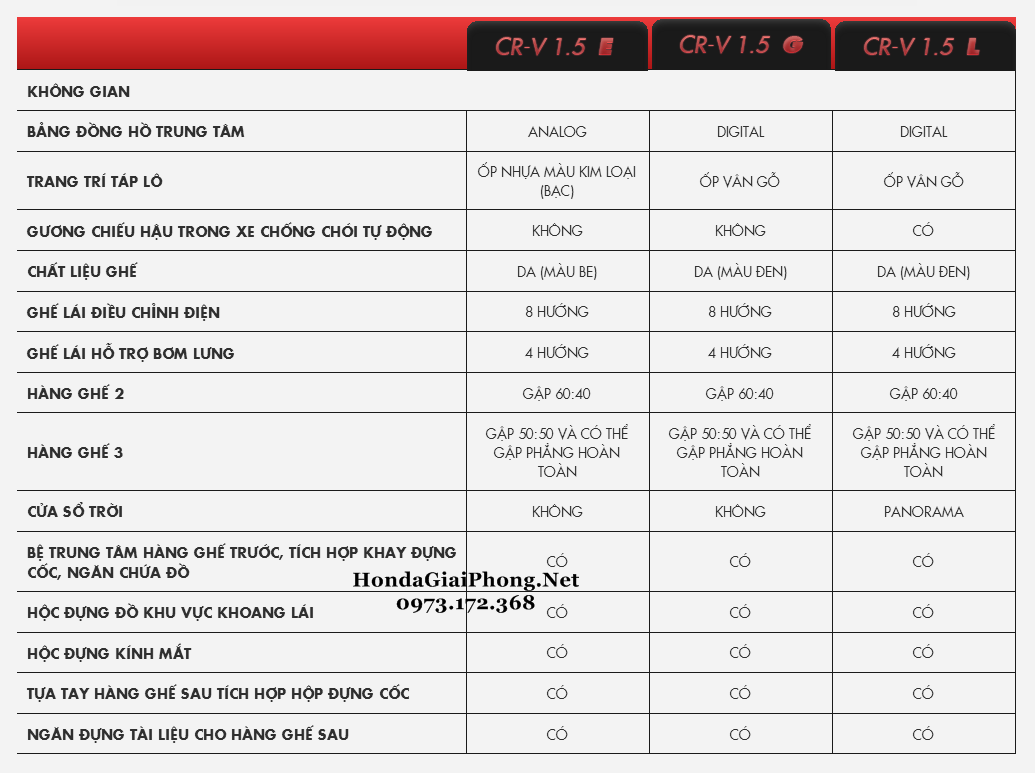 CR-V 1.5 E CR-V 1.5 G CR-V 1.5 L
KHÔNG GIAN
BẢNG ĐỒNG HỒ TRUNG TÂM ANALOG DIGITAL DIGITAL
TRANG TRÍ TÁP LÔ ỐP NHỰA MÀU KIM LOẠI
(BẠC) ỐP VÂN GỖ ỐP VÂN GỖ
GƯƠNG CHIẾU HẬU TRONG XE CHỐNG CHÓI TỰ ĐỘNG KHÔNG KHÔNG CÓ
CHẤT LIỆU GHẾ DA (MÀU BE) DA (MÀU ĐEN) DA (MÀU ĐEN)
GHẾ LÁI ĐIỀU CHỈNH ĐIỆN 8 HƯỚNG 8 HƯỚNG 8 HƯỚNG
GHẾ LÁI HỖ TRỢ BƠM LƯNG 4 HƯỚNG 4 HƯỚNG 4 HƯỚNG
HÀNG GHẾ 2 GẬP 60:40 GẬP 60:40 GẬP 60:40
HÀNG GHẾ 3 GẬP 50:50 VÀ CÓ THỂ GẬP 50:50 VÀ CÓ THỂ GẬP 50:50 VÀ CÓ THỂ
GẬP PHẲNG HOÀN GẬP PHẲNG HOÀN GẬP PHẲNG HOÀN
TOÀN TOÀN TOÀN
CỬA SỔ TRỜI KHÔNG KHÔNG PANORAMA
BỆ TRUNG TÂM HÀNG GHẾ TRƯỚC, TÍCH HỢP KHAY ĐỰNG
CỐC, NGĂN CHỨA ĐỒ CÓ CÓ CÓ
HondaGiaiPhong.Net
0973.172.368
HỘC ĐỰNG ĐỒ KHU VỰC KHOANG LÁI CÓ CÓ CÓ
HỘC ĐỰNG KÍNH MẮT CÓ CÓ CÓ
TỰA TAY HÀNG GHẾ SAU TÍCH HỢP HỘP ĐỰNG CỐC CÓ CÓ CÓ
NGĂN ĐỰNG TÀI LIỆU CHO HÀNG GHẾ SAU CÓ CÓ CÓ